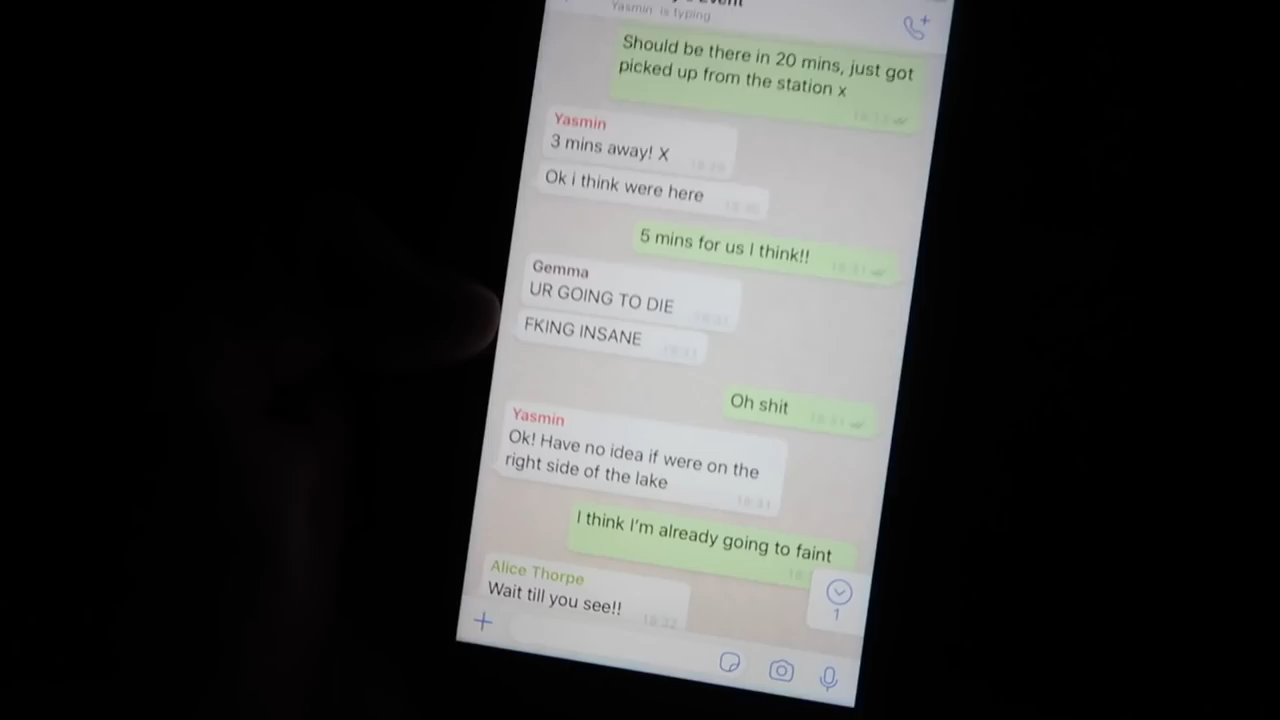 Yasmin is typing
Should be there in 20 mins, just got
picked up from the station x
Yasmin
3 mins away! X
Ok i think were here
5 mins for us I think!!
Gemma
UR GOING TO DIE
FKING INSANE
Oh shit
Yasmin
Ok! Have no idea if were on the
right side of the lake
I think I'm already going to faint
Alice Thorpe
Wait till you see!!
1